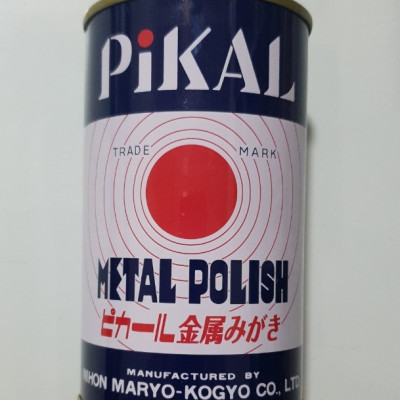 PiKAL
TRADE MARK
METAL POLISH
ピカール金属みがき
MANUFACTURED BY
NIHON MARYO-KOGYO CO., LTD